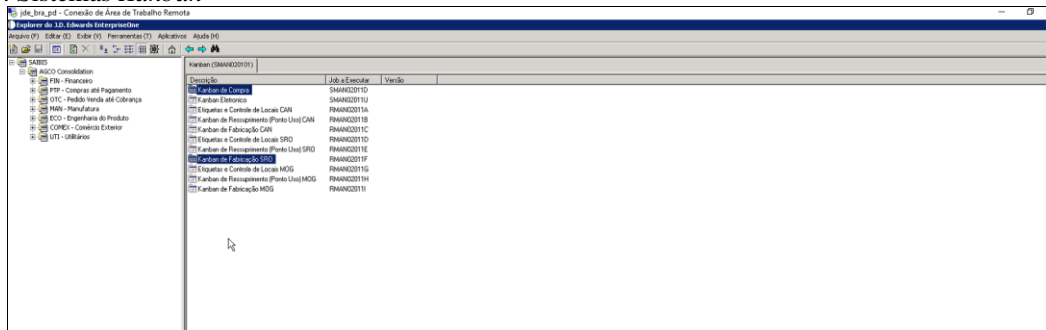 jde_bra_pd - Conexão de Área de Trabalho Remota
Explorer do J.D. Edwards EnterpriseOne
Arquivo (F) Editar (E) Exibir (V) Ferramentas (T) Aplicativos Ajuda (H)
SAIBIS
AGCO Consolidation
FIN - Financeiro
PTP - Compras até Pagamento
OTC - Pedido Venda até Cobrança
MAN - Manufatura
ECO - Engenharia do Produto
COMEX - Comércio Exterior
UTI - Utilitários
Kanban (SMAN020101)
Descrição Job a Executar Versão
Kanban de Compra SMAN02011D
Kanban Eletronico SMAN02011U
Etiquetas e Controle de Locais CAN RMAN02011A
Kanban de Ressuprimento (Ponto Uso) CAN RMAN02011B
Kanban de Fabricação CAN RMAN02011C
Etiquetas e Controle de Locais SRO RMAN02011D
Kanban de Ressuprimento (Ponto Uso) SRO RMAN02011E
Kanban de Fabricação SRO RMAN02011F
Etiquetas e Controle de Locais MOG RMAN02011G
Kanban de Ressuprimento (Ponto Uso) MOG RMAN02011H
Kanban de Fabricação MOG RMAN02011I